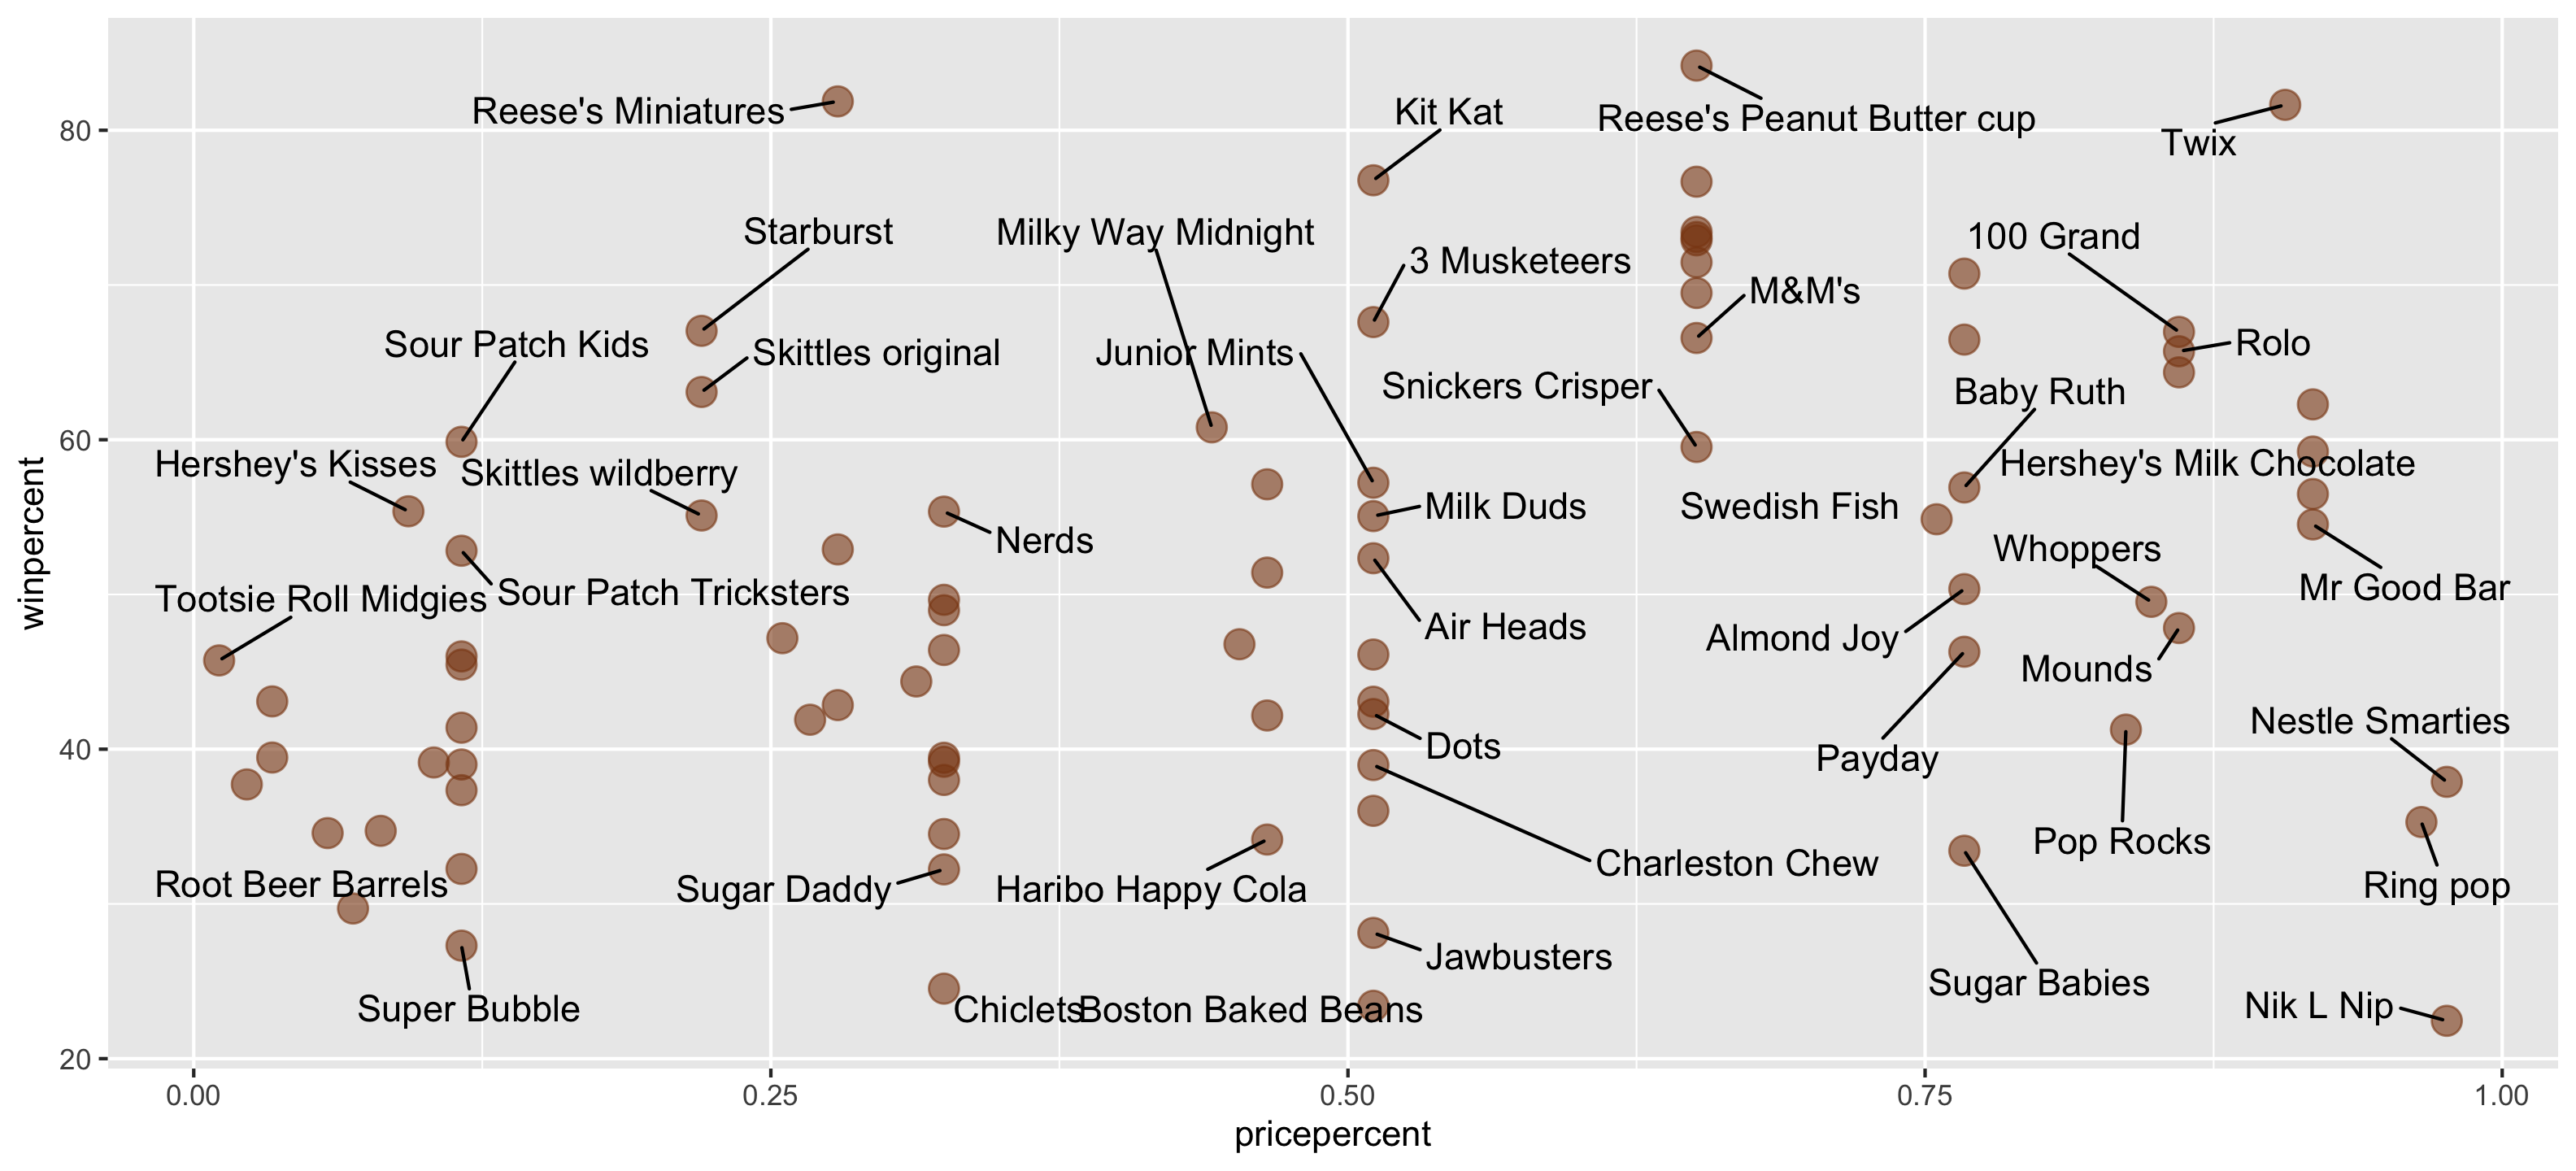 Reese's Miniatures
Kit Kat
Reese's Peanut Butter cup
Twix
80
Starburst
Milky Way Midnight
100 Grand
3 Musketeers
M&M's
Sour Patch Kids
Skittles original
Junior Mints
Rolo
Snickers Crisper
Baby Ruth
60
Hershey's Kisses
Skittles wildberry
Hershey's Milk Chocolate
Milk Duds
Swedish Fish
Nerds
Whoppers
Tootsie Roll Midgies
Sour Patch Tricksters
Mr Good Bar
Air Heads
Almond Joy
Mounds
winpercent
Nestle Smarties
40
Dots
Payday
Pop Rocks
Charleston Chew
Root Beer Barrels
Sugar Daddy
Haribo Happy Cola
Ring pop
Jawbusters
Sugar Babies
Super Bubble
Chiclets
Boston Baked Beans
Nik L Nip
20
0.00
0.25
0.50
0.75
1.00
pricepercent